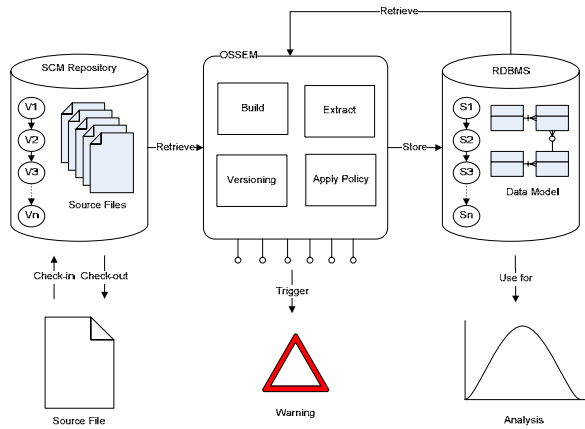 Retrieve
SCM Repository
OSSEM
RDBMS
V1
V2
V3
Vn
Source Files
Retrieve
Build
Extract
Versioning
Apply Policy
Store
S1
S2
S3
Sn
Data Model
Check-in
Check-out
Trigger
Use for
Source File
Warning
Analysis